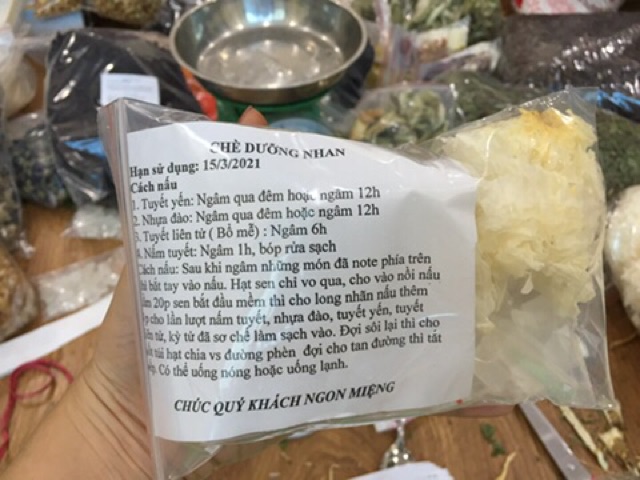 CHÈ DƯỠNG NHAN
Hạn sử dụng: 15/3/2021
Cách nấu
1. Tuyết yến: Ngâm qua đêm hoặc ngâm 12h
2. Nhựa đào: Ngâm qua đêm hoặc ngâm 12h
3. Tuyết liên tử ( Bồ mễ) : Ngâm 6h
4. Nấm tuyết: Ngâm 1h, bóp rửa sạch
Cách nấu: Sau khi ngâm những món đã note phía trên
bắt tay vào nấu. Hạt sen chỉ vo qua, cho vào nồi nấu
20p sen bắt đầu mềm thì cho long nhãn nấu thêm
cho lần lượt nấm tuyết, nhựa đào, tuyết yến, tuyết
tử, kỷ tử đã sơ chế làm sạch vào. Đợi sôi lại thì cho
hạt chia vs đường phèn đợi cho tan đường thì tắt
Có thể uống nóng hoặc uống lạnh.
CHÚC QUÝ KHÁCH NGON MIỆNG